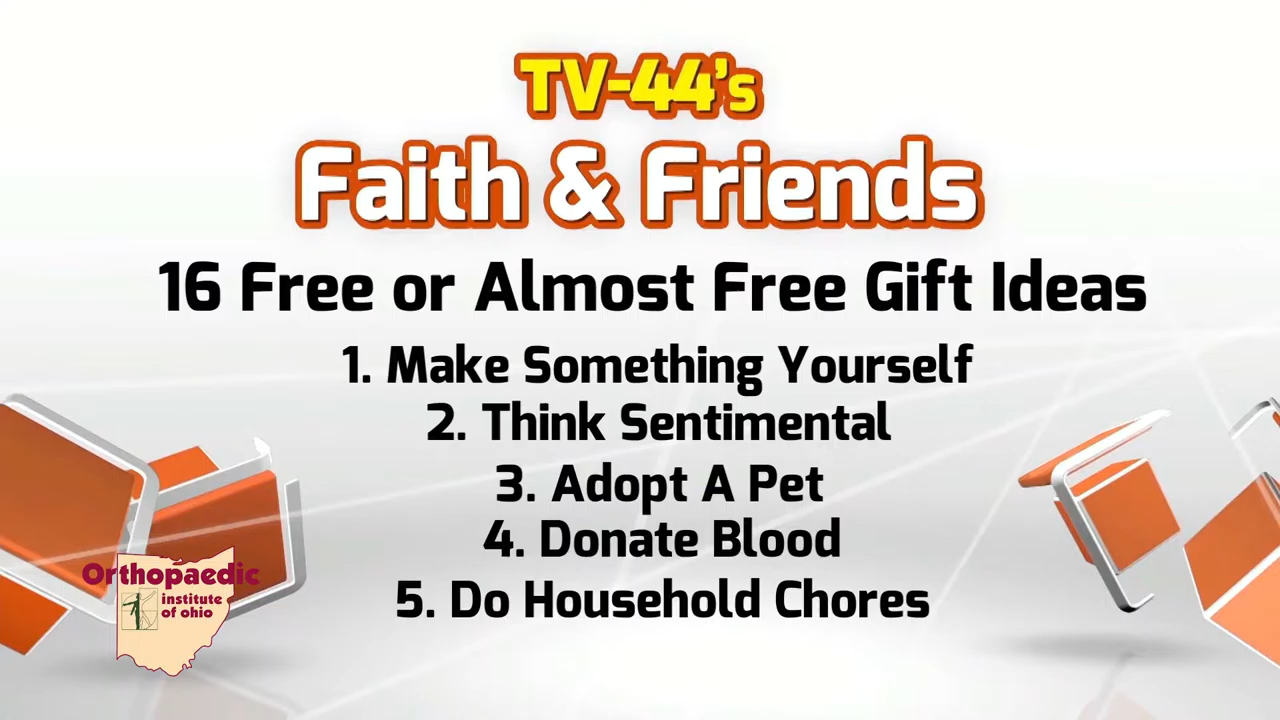 TV-44's
Faith & Friends
16 Free or Almost Free Gift Ideas
1. Make Something Yourself
2. Think Sentimental
3. Adopt A Pet
4. Donate Blood
5. Do Household Chores
Orthopaedic
institute
of ohio